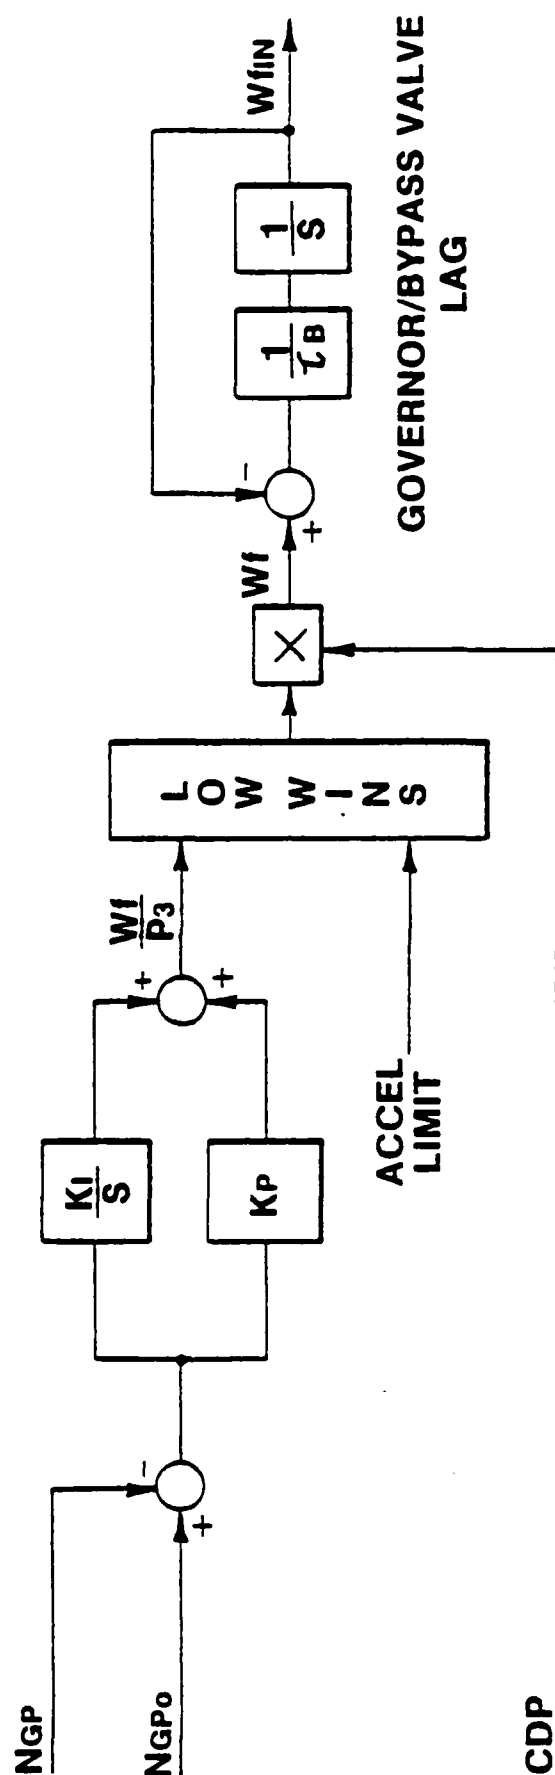 NGP
NGPo
CDP
KI
S
KP
+
-
+
+
Wf
P3
ACCEL
LIMIT
LOW WINS
X
Wf
+
-
1
τB
1
S
WfIN
GOVERNOR/BYPASS VALVE
LAG